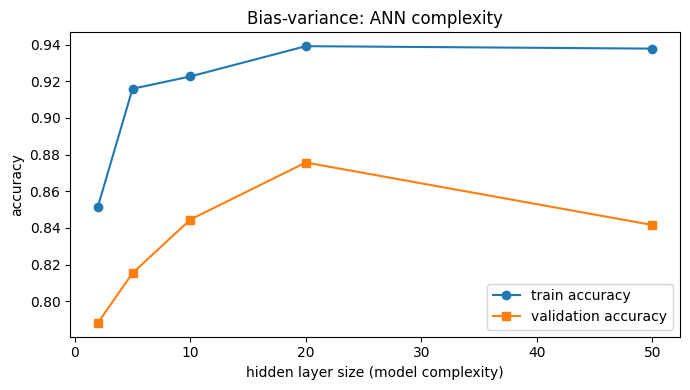 Bias-variance: ANN complexity
0.94
0.92
0.90
0.88
0.86
0.84
0.82
0.80
accuracy
0 10 20 30 40 50
hidden layer size (model complexity)
train accuracy
validation accuracy